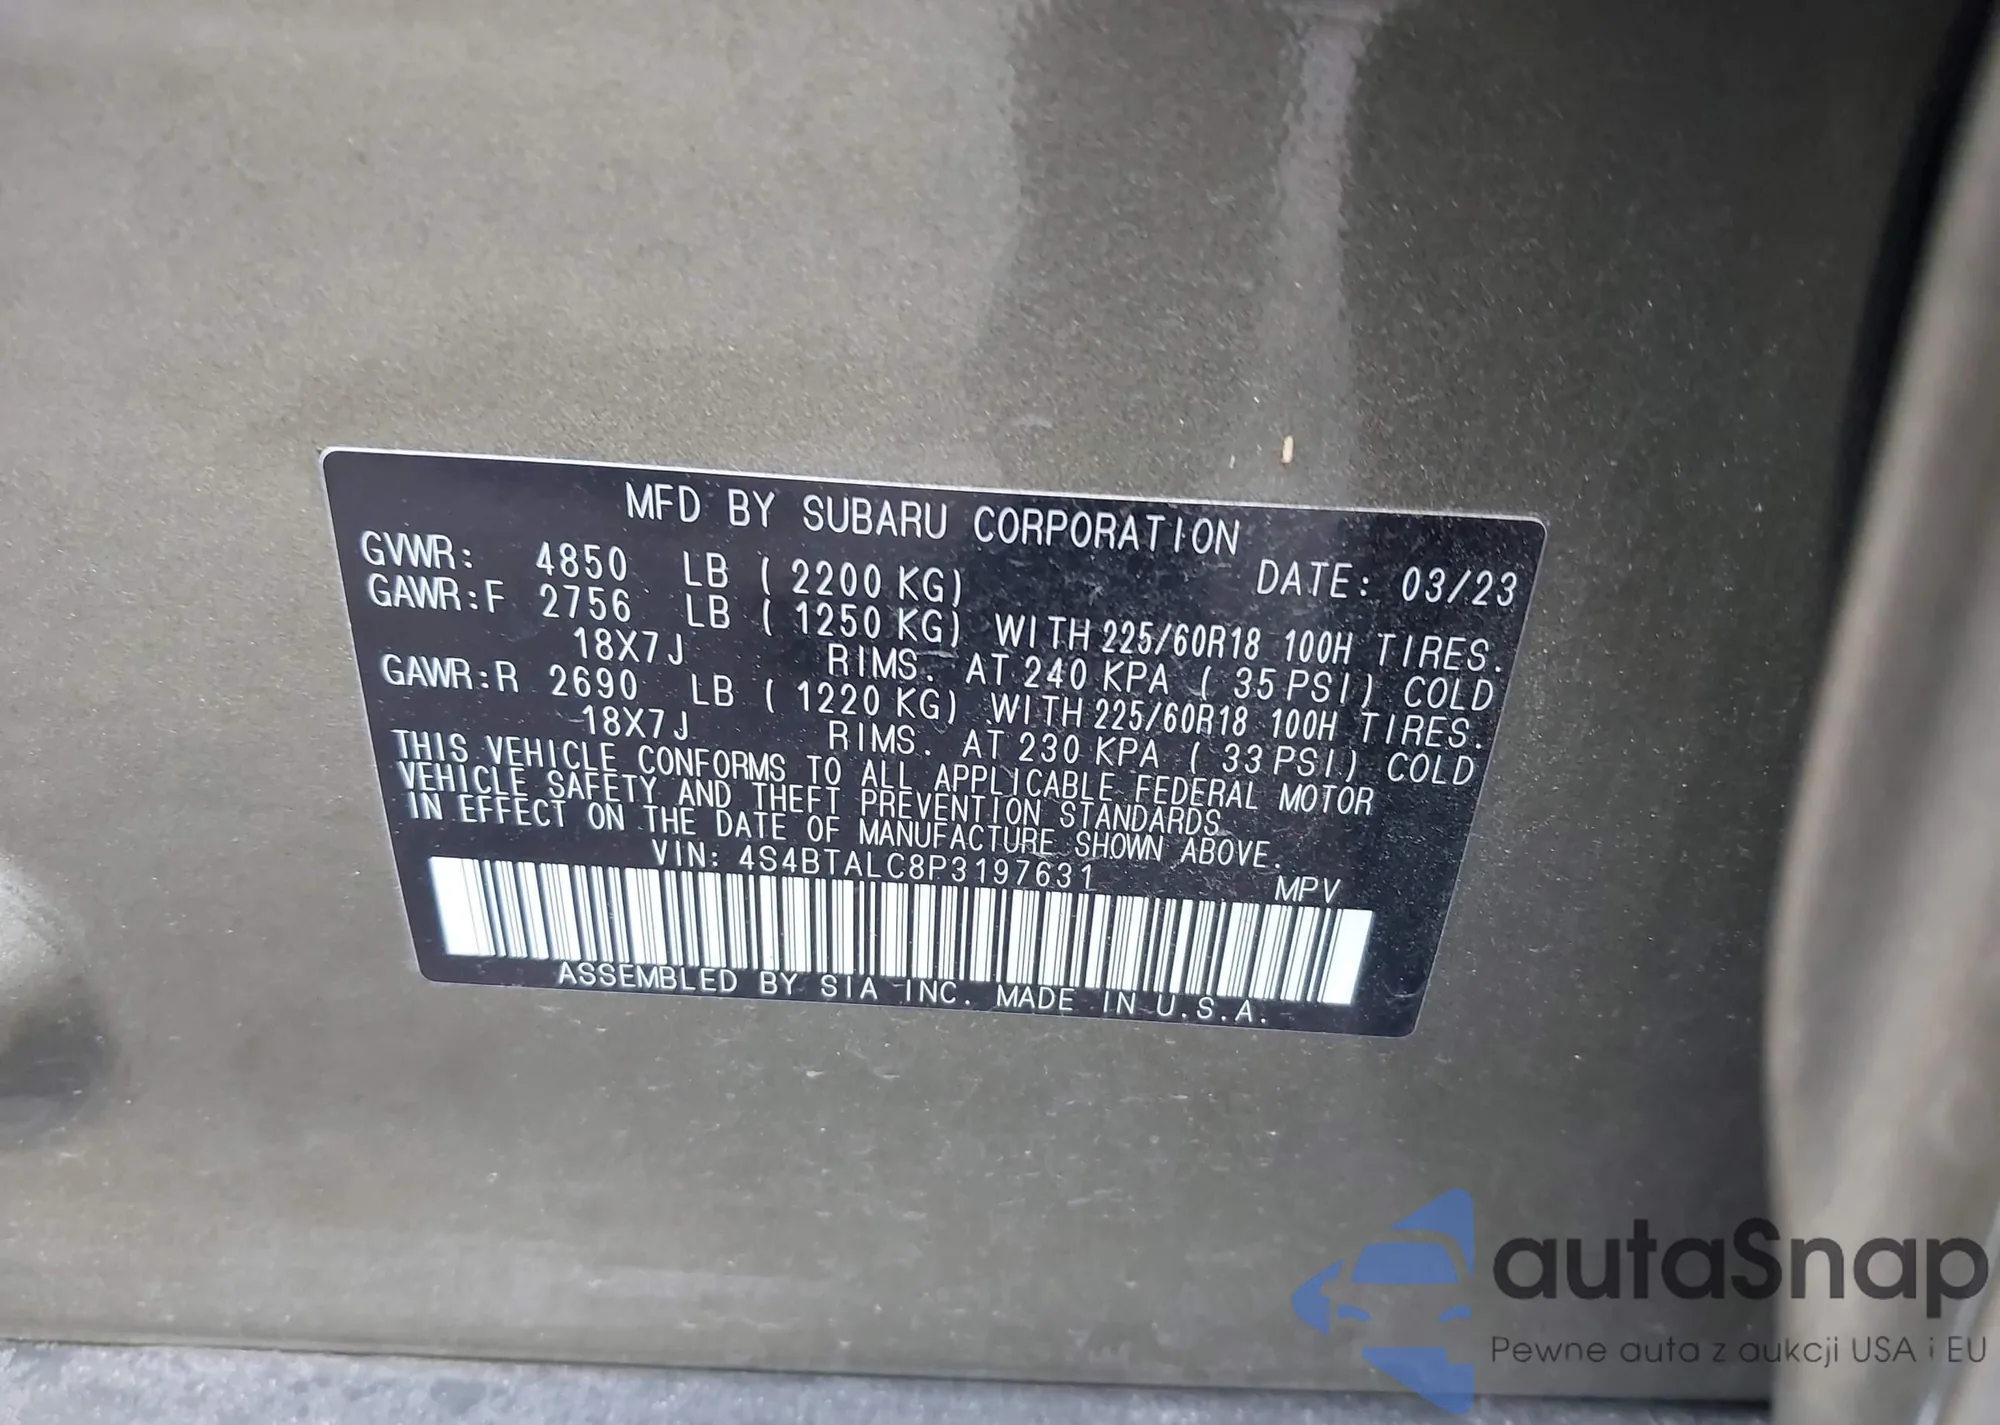 MFD BY SUBARU CORPORATION
GVWR: 4850 LB (2200 KG) DATE: 03/23
GAWR:F 2756 LB (1250 KG) WITH 225/60R18 100H TIRES.
18X7J RIMS. AT 240 KPA (35 PSI) COLD
GAWR:R 2690 LB (1220 KG) WITH 225/60R18 100H TIRES.
18X7J RIMS. AT 230 KPA (33 PSI) COLD
THIS VEHICLE CONFORMS TO ALL APPLICABLE FEDERAL MOTOR
VEHICLE SAFETY AND THEFT PREVENTION STANDARDS
IN EFFECT ON THE DATE OF MANUFACTURE SHOWN ABOVE.
VIN: 4S4BTALC8P3197631 MPV
ASSEMBLED BY SIA INC. MADE IN U.S.A.
autaSnap
Pewne auta z aukcji USA i EU